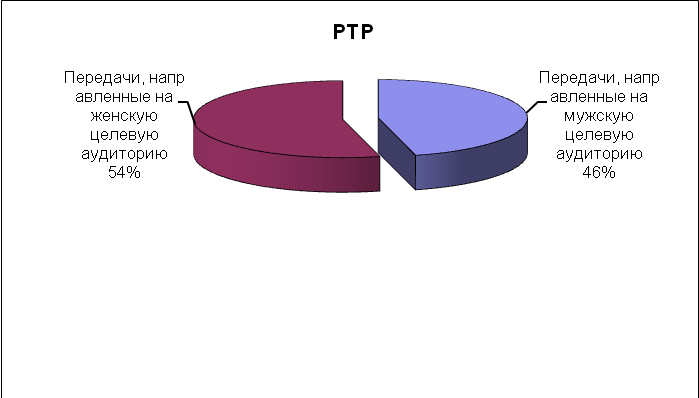 РТР
Передачи, напр
авленные на
женскую
целевую
аудиторию
54%
Передачи, напр
авленные на
мужскую
целевую
аудиторию
46%